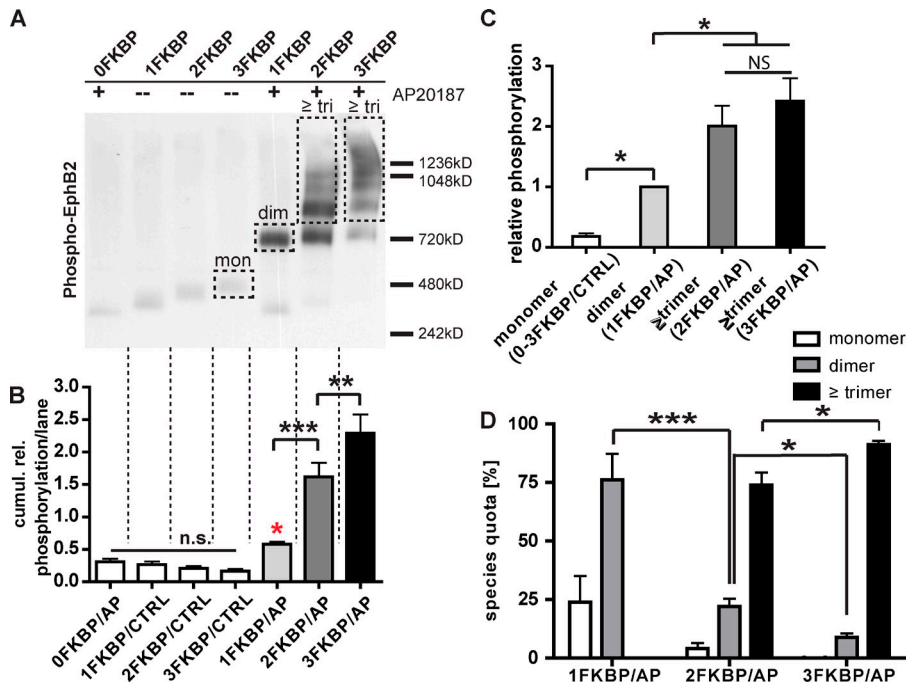 A
0FKBP 1FKBP 2FKBP 3FKBP 1FKBP 2FKBP 3FKBP
+ -- -- -- + + + AP20187
≥ tri ≥ tri
dim
mon
Phospho-EphB2
1236kD
1048kD
720kD
480kD
242kD
B
cumul. rel.
phosphorylation/lane
3.0
2.5
2.0
1.5
1.0
0.5
0.0
n.s.
*
***
**
0FKBP/AP
1FKBP/CTRL
2FKBP/CTRL
3FKBP/CTRL
1FKBP/AP
2FKBP/AP
3FKBP/AP
C
relative phosphorylation
3
2
1
0
*
*
NS
monomer
(0-3FKBP/CTRL)
dimer
(1FKBP/AP)
≥trimer
(2FKBP/AP)
≥trimer
(3FKBP/AP)
monomer
dimer
≥ trimer
D
species quota [%]
100
75
50
25
0
***
*
*
1FKBP/AP 2FKBP/AP 3FKBP/AP